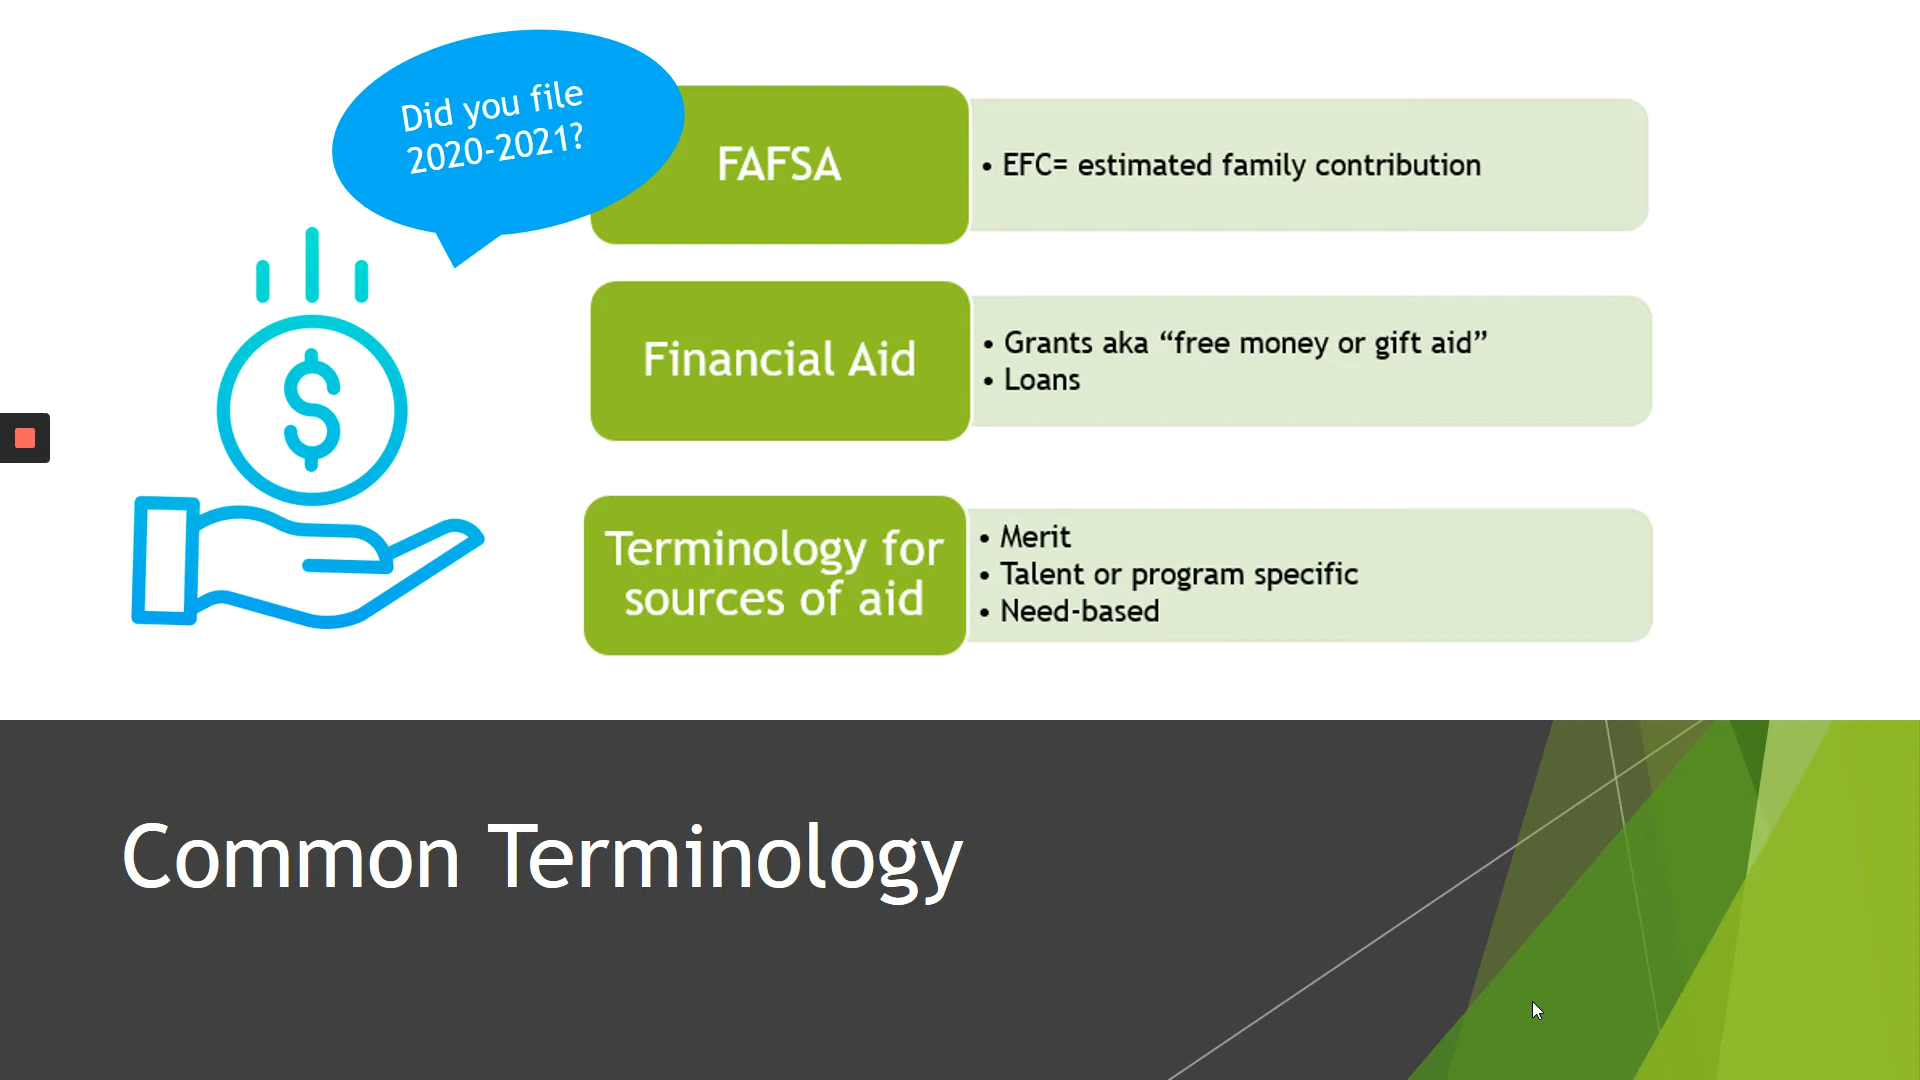 Did you file
2020-2021?
FAFSA
• EFC= estimated family contribution
Financial Aid
• Grants aka “free money or gift aid”
• Loans
Terminology for
sources of aid
• Merit
• Talent or program specific
• Need-based
Common Terminology